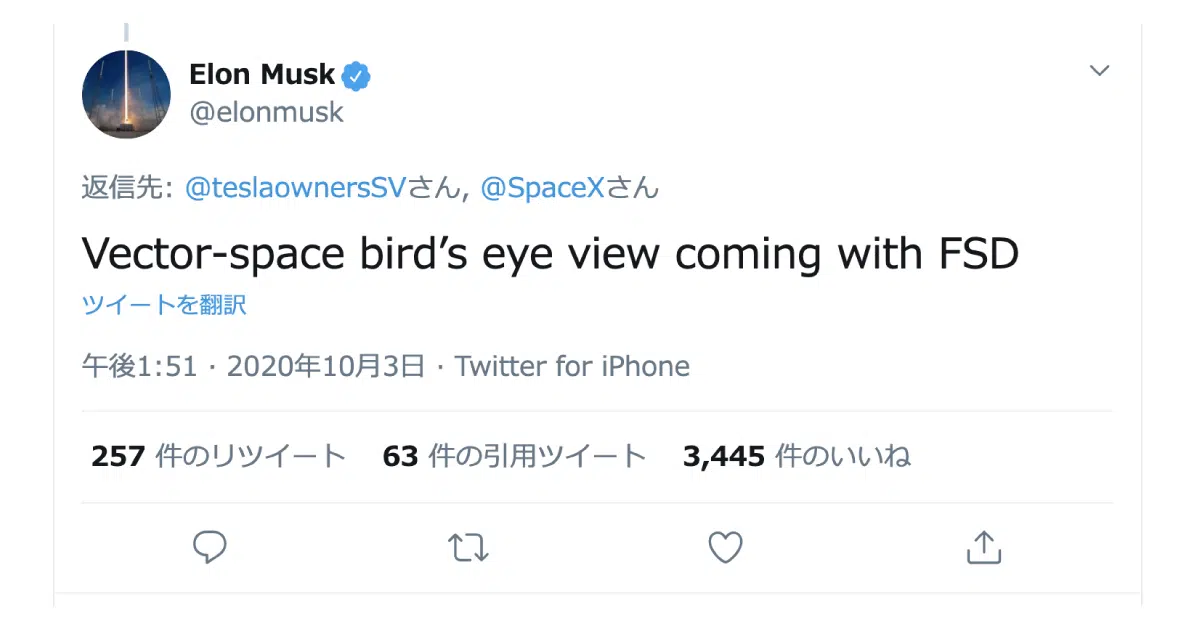 Elon Musk
@elonmusk
返信先: @teslaownersSVさん, @SpaceXさん
Vector-space bird’s eye view coming with FSD
ツイートを翻訳
午後1:51 · 2020年10月3日 · Twitter for iPhone
257 件のリツイート 63 件の引用ツイート 3,445 件のいいね